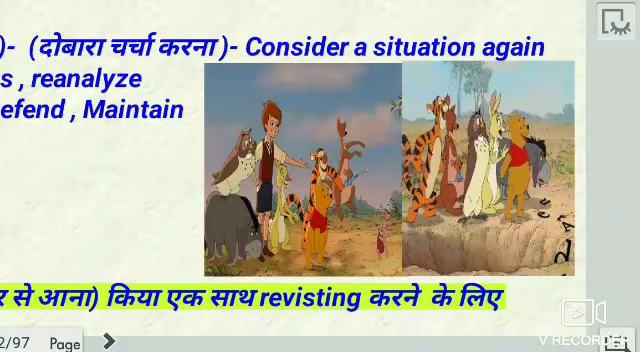 )- (दोबारा चर्चा करना )- Consider a situation again
s , reanalyze
efend , Maintain
र से आना) किया एक साथ revisting करने के लिए
2/97 Page
V RECORDER